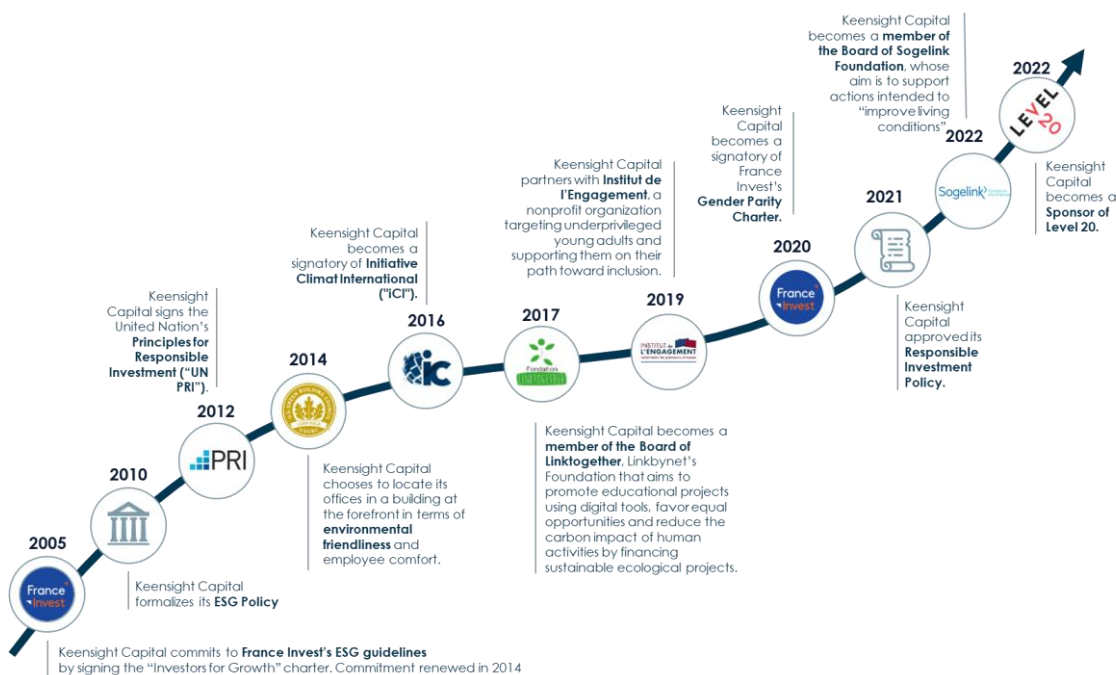 Keensight Capital
becomes a member of
the Board of Sogelink
Foundation, whose
aim is to support
actions intended to
“improve living
conditions”
2022
LEVEL
20
Keensight
Capital
becomes a
Sponsor of
Level 20.
2022
Sogelink
Keensight
Capital
becomes a
signatory of
France
Invest's
Gender Parity
Charter.
2021
Keensight
Capital
approved its
Responsible
Investment
Policy.
2020
France
Invest
Keensight Capital
partners with Institut de
l’Engagement, a
nonprofit organization
targeting underprivileged
young adults and
supporting them on their
path toward inclusion.
2019
INSTITUT de
L'ENGAGEMENT
2017
Fondation
Keensight Capital becomes a
member of the Board of
Linktogether, Linkbynet’s
Foundation that aims to
promote educational projects
using digital tools, favor equal
opportunities and reduce the
carbon impact of human
activities by financing
sustainable ecological projects.
Keensight Capital
becomes a
signatory of Initiative
Climat International
("iCI").
2016
iC
2014
Keensight Capital
chooses to locate its
offices in a building at
the forefront in terms of
environmental
friendliness and
employee comfort.
Keensight
Capital signs the
United Nation’s
Principles for
Responsible
Investment (“UN
PRI”).
2012
PRI
2010
Keensight Capital
formalizes its ESG Policy
2005
France
Invest
Keensight Capital commits to France Invest’s ESG guidelines
by signing the “Investors for Growth” charter. Commitment renewed in 2014